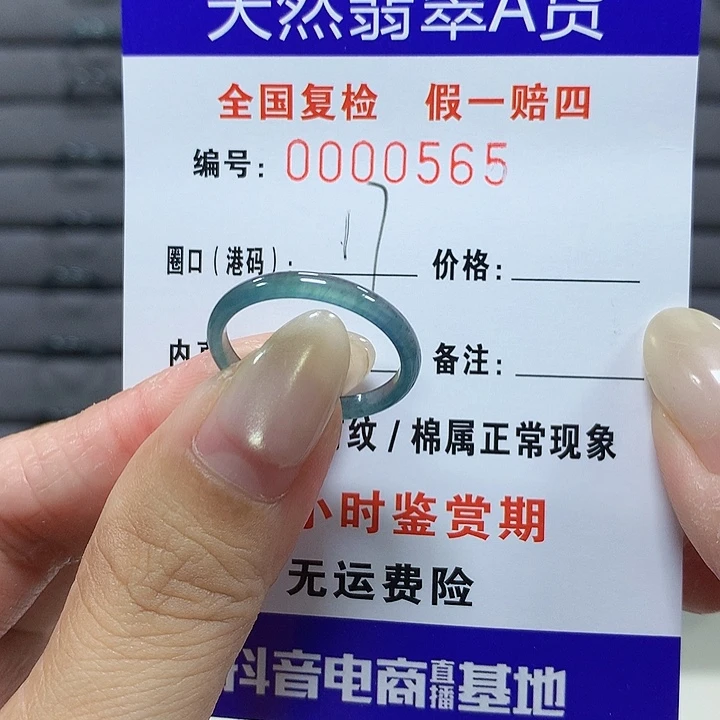 天然翡翠A货
全国复检 假一赔四
编号: 0000565
圈口(港码): 17 价格:
内 备注:
纹/棉属正常现象
小时鉴赏期
无运费险
抖音电商直播基地